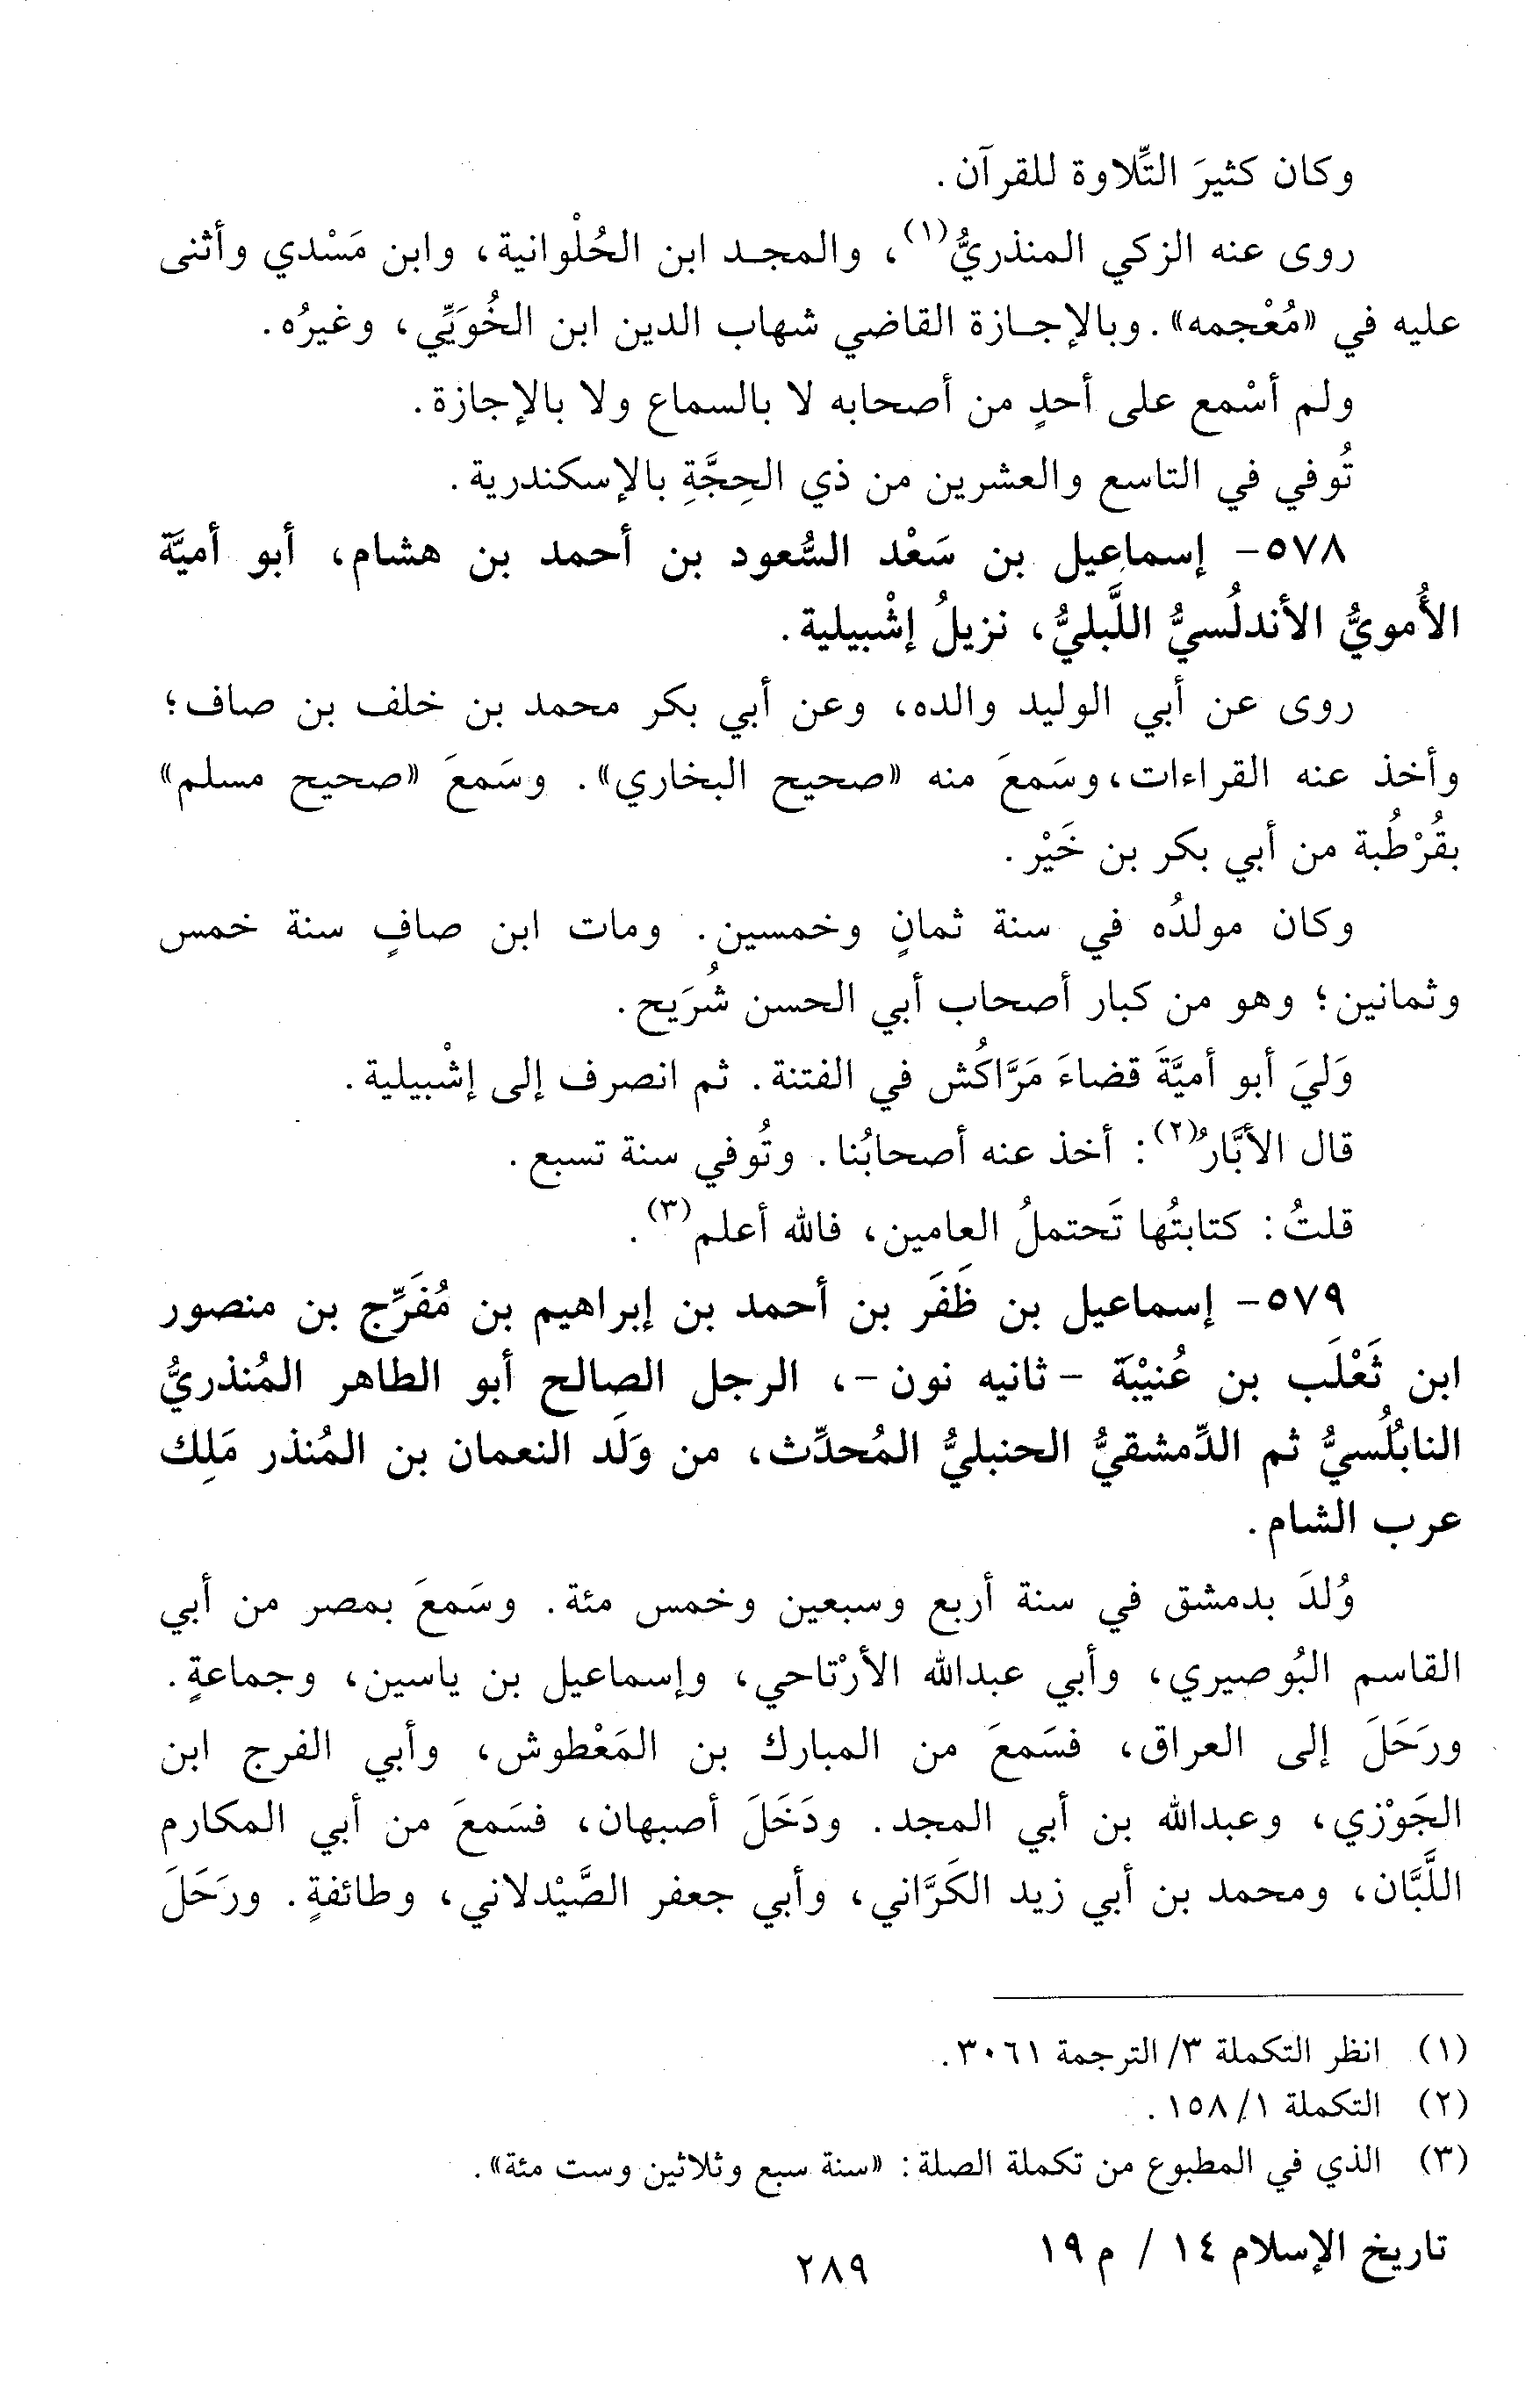 وكان كثيرَ التِّلاوة للقرآن.
روى عنه الزكي المنذريُّ(١)، والمجد ابن الحُلْوانية، وابن مَسْدي وأثنى
عليه في «مُعْجمه». وبالإجازة القاضي شهاب الدين ابن الخُوَيِّي، وغيرُه.
ولم أسْمع على أحدٍ من أصحابه لا بالسماع ولا بالإجازة.
تُوفي في التاسع والعشرين من ذي الحِجَّةِ بالإسكندرية.
٥٧٨- إسماعيل بن سَعْد السُّعود بن أحمد بن هشام، أبو أميَّة
الأُمويُّ الأندلُسيُّ اللَّبليُّ، نزيلُ إشْبيلية.
روى عن أبي الوليد والده، وعن أبي بكر محمد بن خلف بن صاف؛
وأخذ عنه القراءات، وسَمعَ منه «صحيح البخاري». وسَمعَ «صحيح مسلم»
بقُرْطُبة من أبي بكر بن خَيْر.
وكان مولدُه في سنة ثمانٍ وخمسين. ومات ابن صافٍ سنة خمس
وثمانين؛ وهو من كبار أصحاب أبي الحسن شُرَيح.
وَليَ أبو أميَّةَ قضاءَ مَرَّاكُش في الفتنة. ثم انصرف إلى إشْبيلية.
قال الأبَّارُ(٢): أخذ عنه أصحابُنا. وتُوفي سنة تسبع.
قلتُ: كتابتُها تَحتملُ العامين، فالله أعلم(٣).
٥٧٩- إسماعيل بن ظَفَر بن أحمد بن إبراهيم بن مُفَرِّج بن منصور
ابن ثَعْلَب بن عُنيْبَة - ثانيه نون -، الرجل الصالح أبو الطاهر المُنذريُّ
النابُلُسيُّ ثم الدِّمشقيُّ الحنبليُّ المُحدِّث، من وَلَد النعمان بن المُنذر مَلِك
عرب الشام.
وُلدَ بدمشق في سنة أربع وسبعين وخمس مئة. وسَمعَ بمصر من أبي
القاسم البُوصيري، وأبي عبدالله الأرْتاحي، وإسماعيل بن ياسين، وجماعةٍ.
ورَحَلَ إلى العراق، فسَمعَ من المبارك بن المَعْطوش، وأبي الفرج ابن
الجَوْزي، وعبدالله بن أبي المجد. ودَخَلَ أصبهان، فسَمعَ من أبي المكارم
اللَّبَّان، ومحمد بن أبي زيد الكَرَّاني، وأبي جعفر الصَّيْدلاني، وطائفةٍ. ورَحَلَ
(١) انظر التكملة ٣/ الترجمة ٣٠٦١.
(٢) التكملة ١/ ١٥٨.
(٣) الذي في المطبوع من تكملة الصلة: «سنة سبع وثلاثين وست مئة».
تاريخ الإسلام ١٤ / م ١٩
٢٨٩